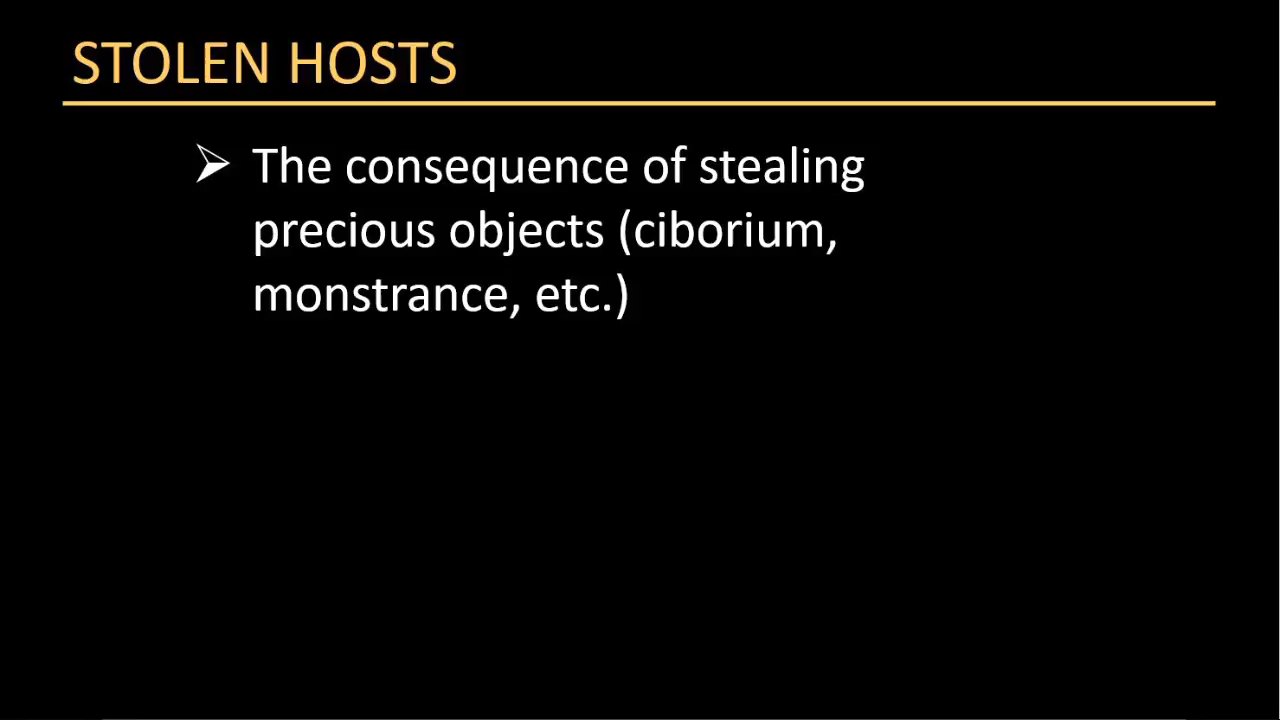 STOLEN HOSTS
➢ The consequence of stealing
precious objects (ciborium,
monstrance, etc.)